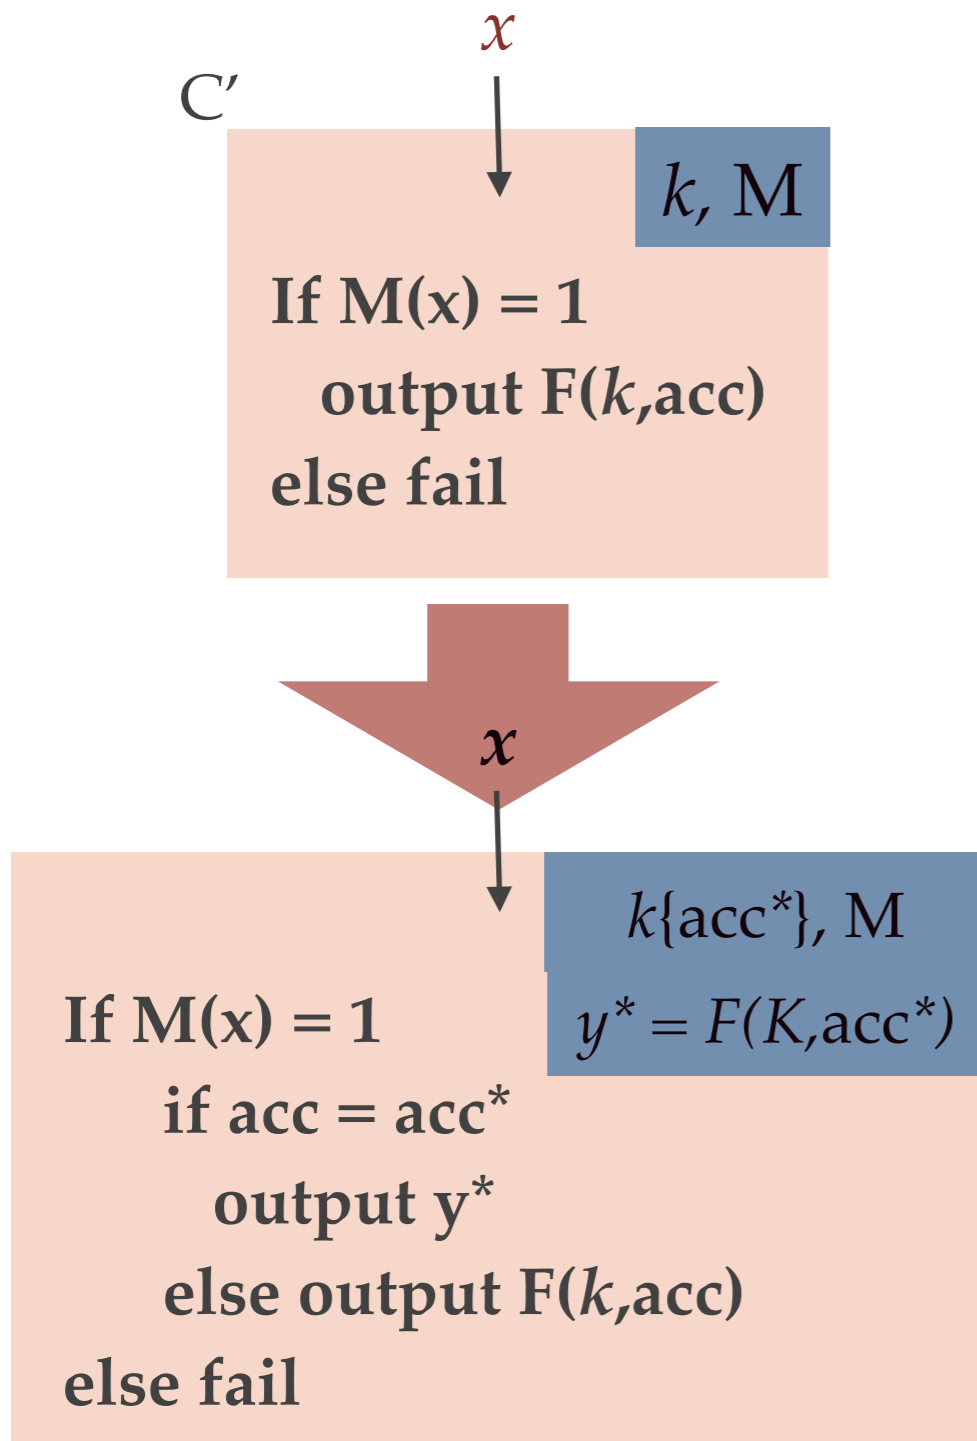 x
C′
k, M
If M(x) = 1
output F(k,acc)
else fail
x
k{acc*}, M
y* = F(K,acc*)
If M(x) = 1
if acc = acc*
output y*
else output F(k,acc)
else fail